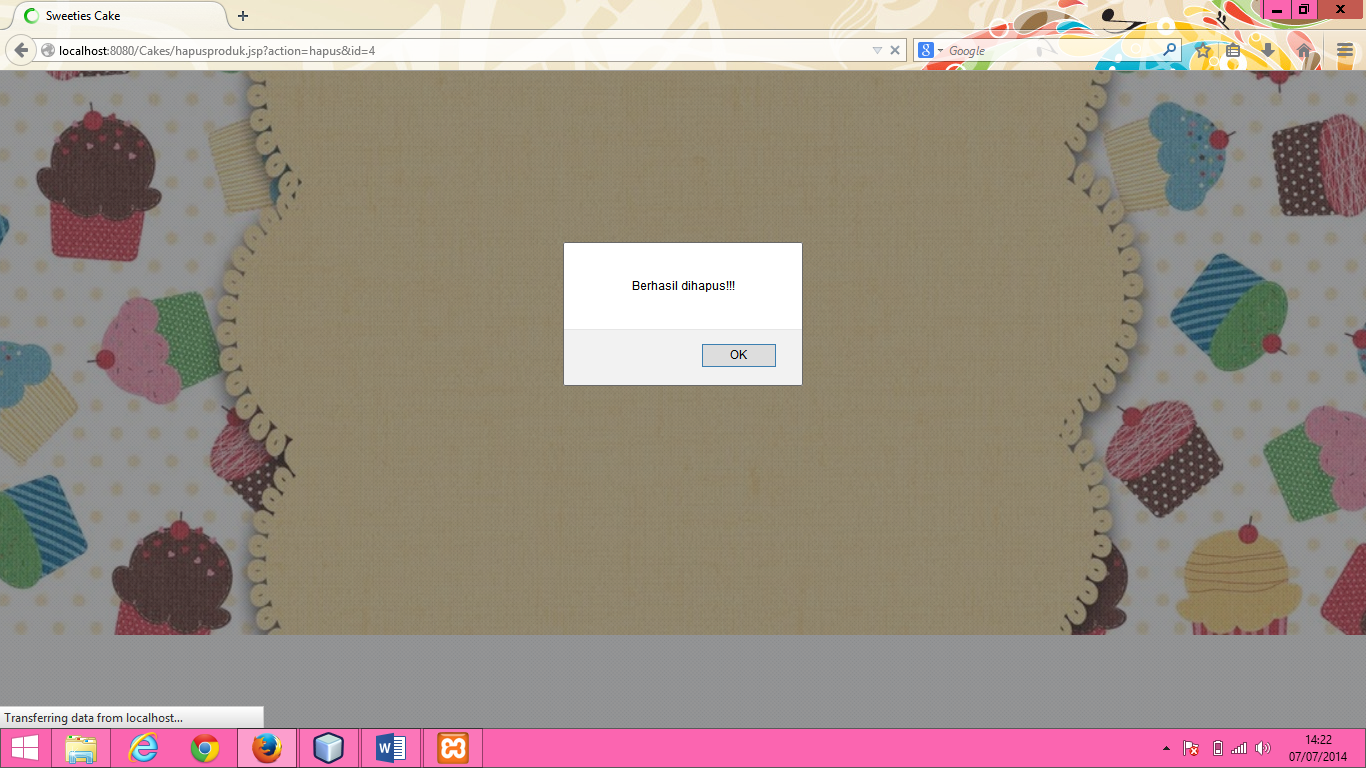 Sweeties Cake
localhost:8080/Cakes/hapusproduk.jsp?action=hapus&id=4
Google
Berhasil dihapus!!!
OK
Transferring data from localhost...
14:22
07/07/2014